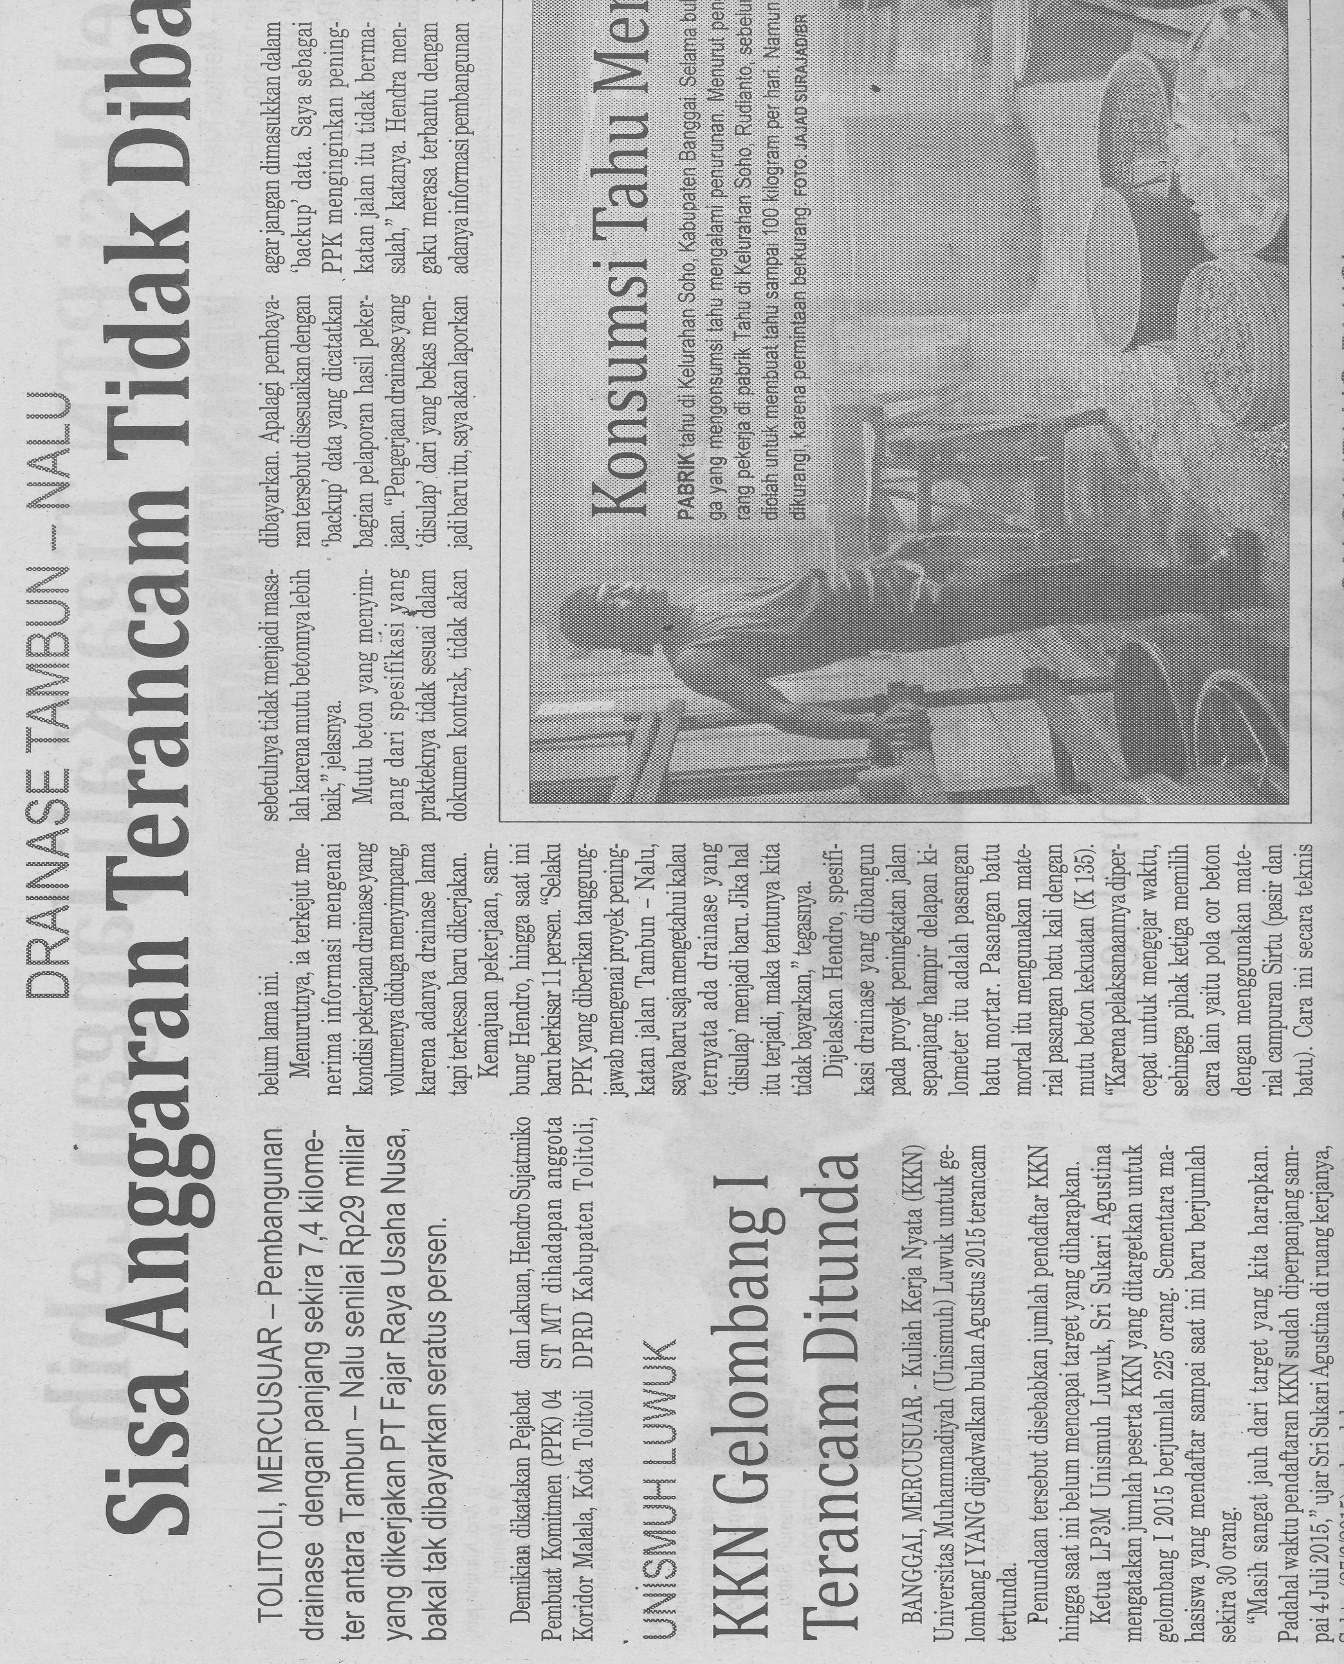 DRAINASE TAMBUN – NALU
Sisa Anggaran Terancam Tidak Diba
TOLITOLI, MERCUSUAR – Pembangunan
drainase dengan panjang sekira 7,4 kilome-
ter antara Tambun – Nalu senilai Rp29 miliar
yang dikerjakan PT Fajar Raya Usaha Nusa,
bakal tak dibayarkan seratus persen.
Demikian dikatakan Pejabat
Pembuat Komitmen (PPK) 04
Koridor Malala, Kota Tolitoli
dan Lakuan, Hendro Sujatmiko
ST MT dihadapan anggota
DPRD Kabupaten Tolitoli,
belum lama ini.
Menurutnya, ia terkejut me-
nerima informasi mengenai
kondisi pekerjaan drainase yang
volumenya diduga menyimpang,
karena adanya drainase lama
tapi terkesan baru dikerjakan.
Kemajuan pekerjaan, sam-
bung Hendro, hingga saat ini
baru berkisar 11 persen. “Selaku
PPK yang diberikan tanggung-
jawab mengenai proyek pening-
katan jalan Tambun – Nalu,
saya baru saja mengetahui kalau
ternyata ada drainase yang
‘disulap’ menjadi baru. Jika hal
itu terjadi, maka tentunya kita
tidak bayarkan,” tegasnya.
Dijelaskan Hendro, spesifi-
kasi drainase yang dibangun
pada proyek peningkatan jalan
sepanjang hampir delapan ki-
lometer itu adalah pasangan
batu mortar. Pasangan batu
mortal itu mengunakan mate-
rial pasangan batu kali dengan
mutu beton kekuatan (K 135).
“Karena pelaksanaannya diper-
cepat untuk mengejar waktu,
sehingga pihak ketiga memilih
cara lain yaitu pola cor beton
dengan menggunakan mate-
rial campuran Sirtu (pasir dan
batu). Cara ini secara teknis
sebetulnya tidak menjadi masa-
lah karena mutu betonnya lebih
baik,” jelasnya.
Mutu beton yang menyim-
pang dari spesifikasi yang
prakteknya tidak sesuai dalam
dokumen kontrak, tidak akan
dibayarkan. Apalagi pembaya-
ran tersebut disesuaikan dengan
‘backup’ data yang dicatatkan
bagian pelaporan hasil peker-
jaan. “Pengerjaan drainase yang
‘disulap’ dari yang bekas men-
jadi baru itu, saya akan laporkan
agar jangan dimasukkan dalam
‘backup’ data. Saya sebagai
PPK menginginkan pening-
katan jalan itu tidak berma-
salah,” katanya. Hendra men-
gaku merasa terbantu dengan
adanya informasi pembangunan
Konsumsi Tahu Mer
PABRIK tahu di Kelurahan Soho, Kabupaten Banggai. Selama bul
ga yang mengonsumsi tahu mengalami penurunan. Menurut pen
rang pekerja di pabrik Tahu di Kelurahan Soho, Rudianto, sebelur
diolah untuk membuat tahu sampai 100 kilogram per hari. Namun
dikurangi, karena permintaan berkurang. FOTO: JAJAD SURAJAD/BR
UNISMUH LUWUK
KKN Gelombang I
Terancam Ditunda
BANGGAI, MERCUSUAR - Kuliah Kerja Nyata (KKN)
Universitas Muhammadiyah (Unismuh) Luwuk untuk ge-
lombang I YANG dijadwalkan bulan Agustus 2015 terancam
tertunda.
Penundaan tersebut disebabkan jumlah pendaftar KKN
hingga saat ini belum mencapai target yang diharapkan.
Ketua LP3M Unismuh Luwuk, Sri Sukari Agustina
mengatakan jumlah peserta KKN yang ditargetkan untuk
gelombang I 2015 berjumlah 225 orang. Sementara ma-
hasiswa yang mendaftar sampai saat ini baru berjumlah
sekira 30 orang.
“Masih sangat jauh dari target yang kita harapkan.
Padahal waktu pendaftaran KKN sudah diperpanjang sam-
pai 4 Juli 2015,” ujar Sri Sukari Agustina di ruang kerjanya,